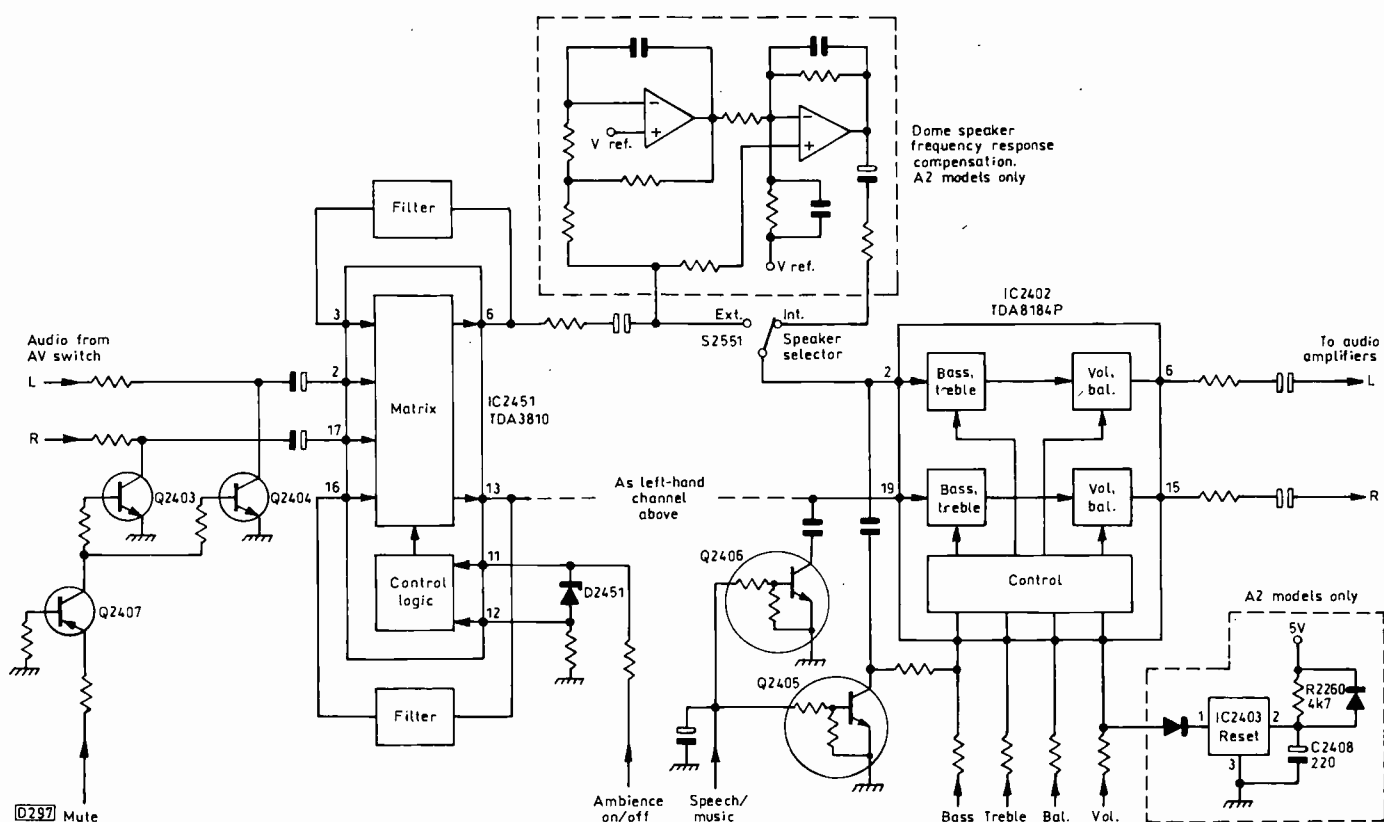 V ref.
V ref.
Dome speaker
frequency response
compensation.
A2 models only
Filter
IC2402
TDA8184P
3
6
Ext.
Int.
S2551
Speaker
selector
Audio from
AV switch
L
2
Matrix
IC2451
TDA3810
2
Bass,
treble
Vol,
bal.
6
To audio
amplifiers
L
R
17
Q2403
Q2404
16
13
As left-hand
channel
above
19
Bass,
treble
Vol,
bal.
15
R
Q2407
Control
logic
11
12
D2451
Q2406
Control
A2 models only
5V
Q2405
R2260
4k7
1
IC2403
Reset
2
3
C2408
220
Filter
D297
Mute
Ambience
on/off
Speech/
music
Bass
Treble
Bal.
Vol.